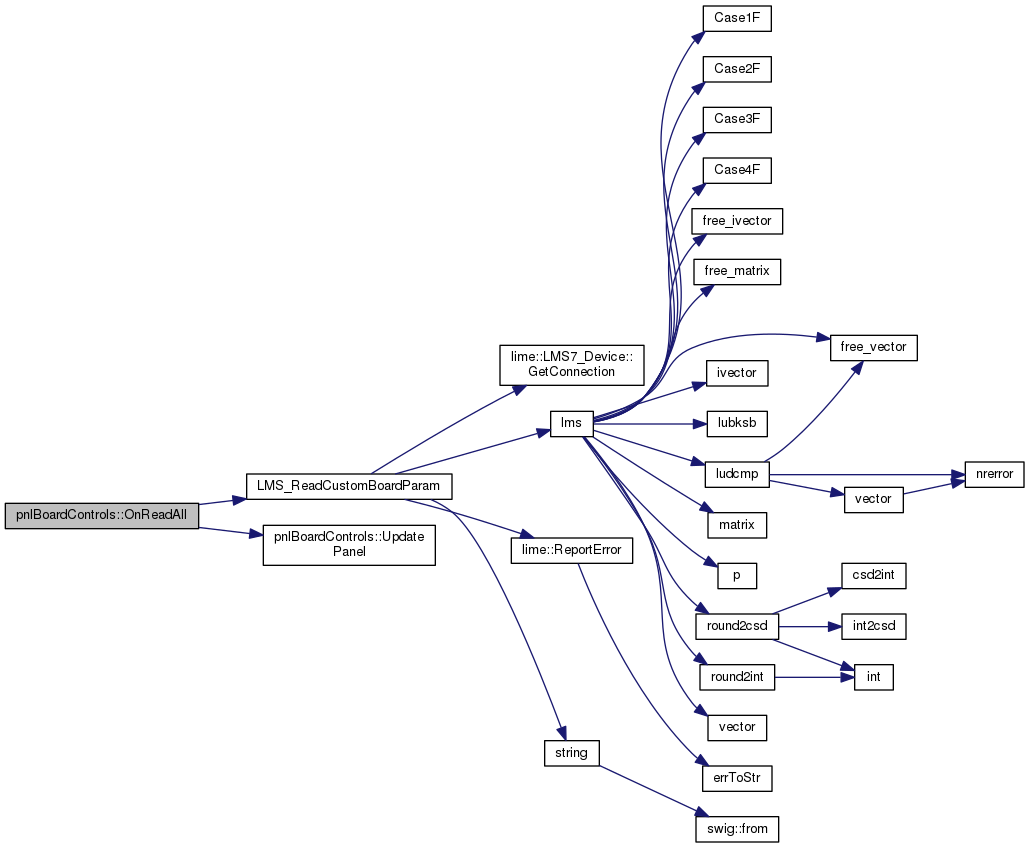 Case1F
Case2F
Case3F
Case4F
free_ivector
free_matrix
free_vector
lime::LMS7_Device::
GetConnection
ivector
lms
lubksb
ludcmp
nrerror
LMS_ReadCustomBoardParam
vector
pnlBoardControls::OnReadAll
matrix
pnlBoardControls::Update
Panel
lime::ReportError
p
csd2int
round2csd
int2csd
round2int
int
vector
string
errToStr
swig::from